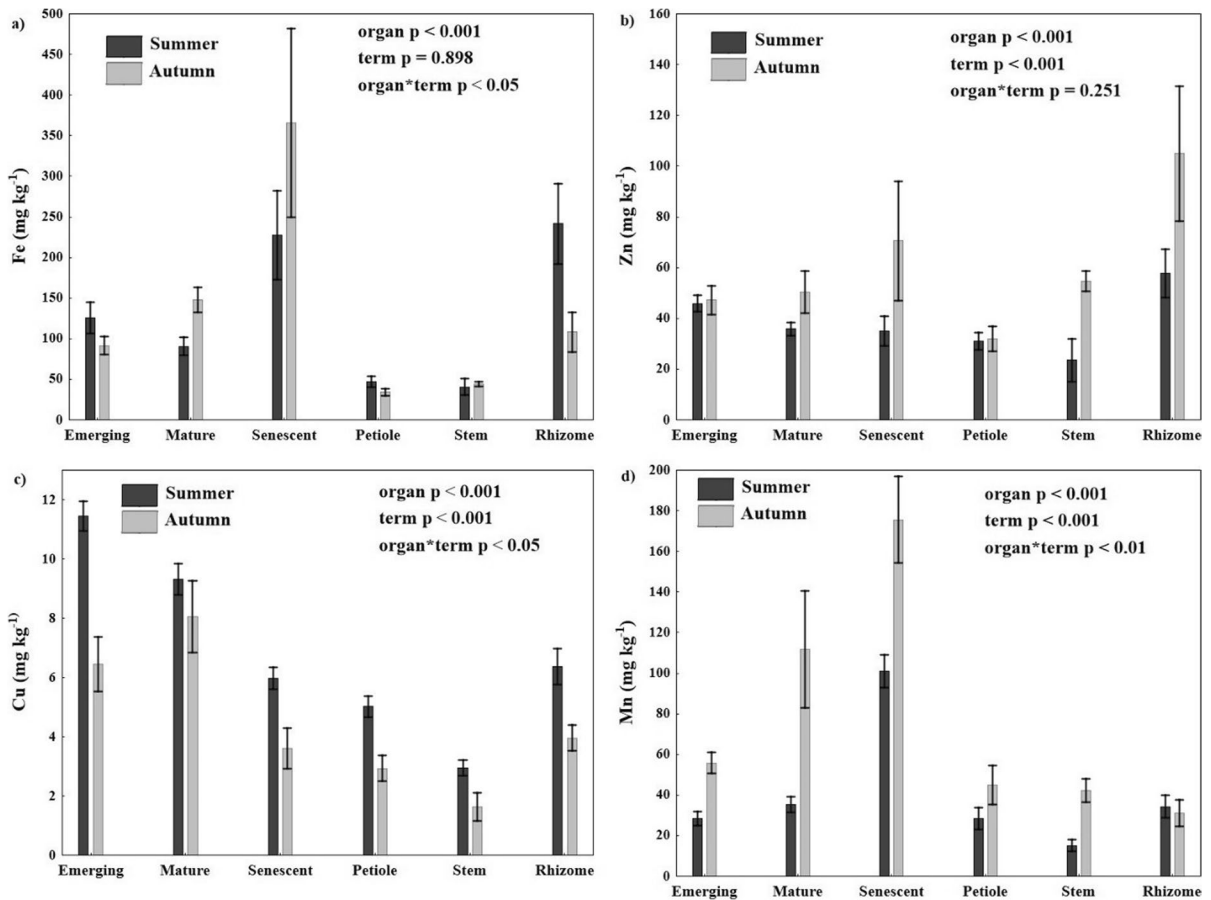 a)
Summer
Autumn
organ p < 0.001
term p = 0.898
organ*term p < 0.05
Fe (mg kg-1)
500
450
400
350
300
250
200
150
100
50
0
Emerging Mature Senescent Petiole Stem Rhizome
b)
Summer
Autumn
organ p < 0.001
term p < 0.001
organ*term p = 0.251
Zn (mg kg-1)
160
140
120
100
80
60
40
20
0
Emerging Mature Senescent Petiole Stem Rhizome
c)
Summer
Autumn
organ p < 0.001
term p < 0.001
organ*term p < 0.05
Cu (mg kg-1)
12
10
8
6
4
2
0
Emerging Mature Senescent Petiole Stem Rhizome
d)
Summer
Autumn
organ p < 0.001
term p < 0.001
organ*term p < 0.01
Mn (mg kg-1)
200
180
160
140
120
100
80
60
40
20
0
Emerging Mature Senescent Petiole Stem Rhizome